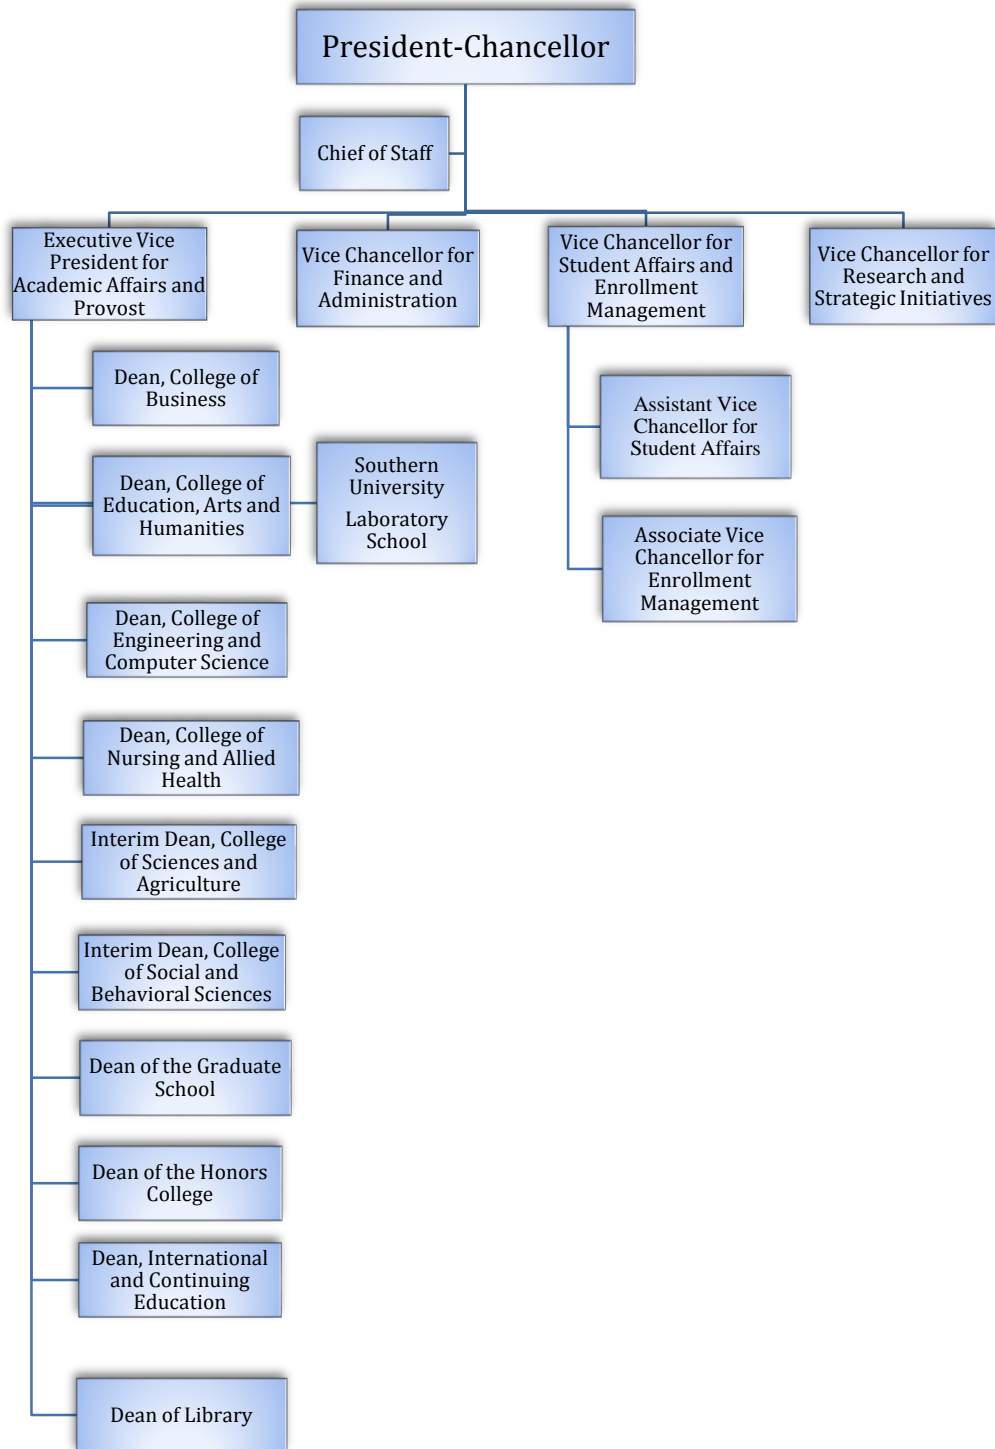 President-Chancellor
Chief of Staff
Executive Vice
President for
Academic Affairs and
Provost
Vice Chancellor for
Finance and
Administration
Vice Chancellor for
Student Affairs and
Enrollment
Management
Vice Chancellor for
Research and
Strategic Initiatives
Dean, College of
Business
Dean, College of
Education, Arts and
Humanities
Southern
University
Laboratory
School
Dean, College of
Engineering and
Computer Science
Dean, College of
Nursing and Allied
Health
Interim Dean, College
of Sciences and
Agriculture
Interim Dean, College
of Social and
Behavioral Sciences
Dean of the Graduate
School
Dean of the Honors
College
Dean, International
and Continuing
Education
Dean of Library
Assistant Vice
Chancellor for
Student Affairs
Associate Vice
Chancellor for
Enrollment
Management